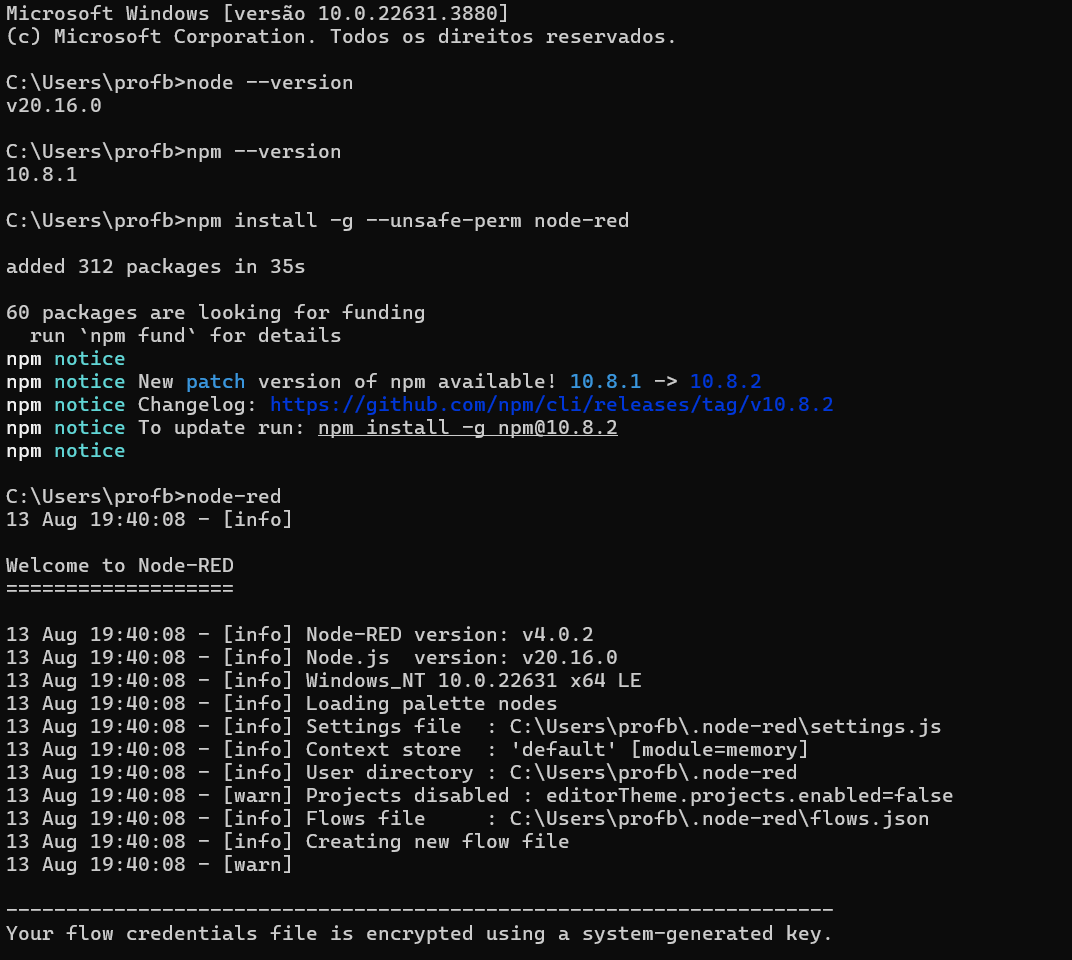 Microsoft Windows [versão 10.0.22631.3880]
(c) Microsoft Corporation. Todos os direitos reservados.
C:\Users\profb>node --version
v20.16.0
C:\Users\profb>npm --version
10.8.1
C:\Users\profb>npm install -g --unsafe-perm node-red
added 312 packages in 35s
60 packages are looking for funding
  run `npm fund` for details
npm notice
npm notice New patch version of npm available! 10.8.1 -> 10.8.2
npm notice Changelog: https://github.com/npm/cli/releases/tag/v10.8.2
npm notice To update run: npm install -g npm@10.8.2
npm notice
C:\Users\profb>node-red
13 Aug 19:40:08 - [info]
Welcome to Node-RED
===================
13 Aug 19:40:08 - [info] Node-RED version: v4.0.2
13 Aug 19:40:08 - [info] Node.js  version: v20.16.0
13 Aug 19:40:08 - [info] Windows_NT 10.0.22631 x64 LE
13 Aug 19:40:08 - [info] Loading palette nodes
13 Aug 19:40:08 - [info] Settings file  : C:\Users\profb\.node-red\settings.js
13 Aug 19:40:08 - [info] Context store  : 'default' [module=memory]
13 Aug 19:40:08 - [info] User directory : C:\Users\profb\.node-red
13 Aug 19:40:08 - [warn] Projects disabled : editorTheme.projects.enabled=false
13 Aug 19:40:08 - [info] Flows file     : C:\Users\profb\.node-red\flows.json
13 Aug 19:40:08 - [info] Creating new flow file
13 Aug 19:40:08 - [warn]
---------------------------------------------------------------------
Your flow credentials file is encrypted using a system-generated key.